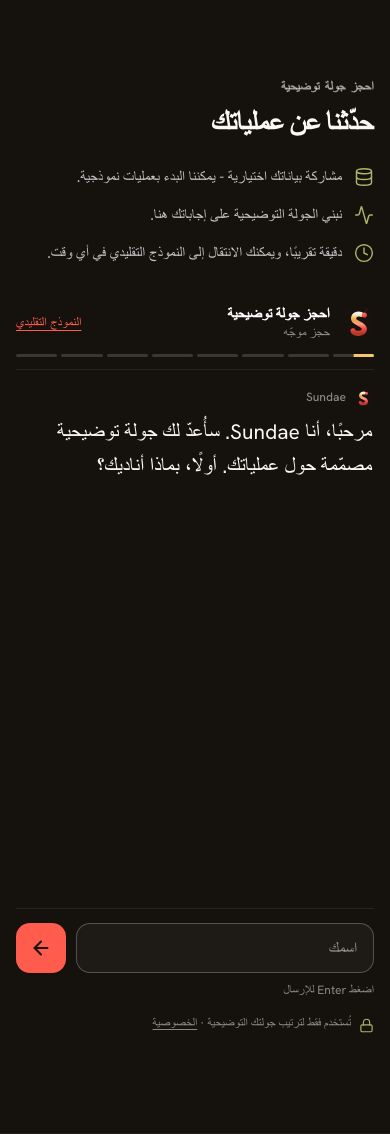 احجز جولة توضيحية
حدّثنا عن عملياتك
مشاركة بياناتك اختيارية - يمكننا البدء بعمليات نموذجية.
نبني الجولة التوضيحية على إجاباتك هنا.
دقيقة تقريبًا، ويمكنك الانتقال إلى النموذج التقليدي في أي وقت.
احجز جولة توضيحية
حجز موجّه
النموذج التقليدي
Sundae
مرحبًا، أنا Sundae. سأُعدّ لك جولة توضيحية
مصمّمة حول عملياتك. أولًا، بماذا أناديك؟
اسمك
اضغط Enter للإرسال
تُستخدم فقط لترتيب جولتك التوضيحية · الخصوصية